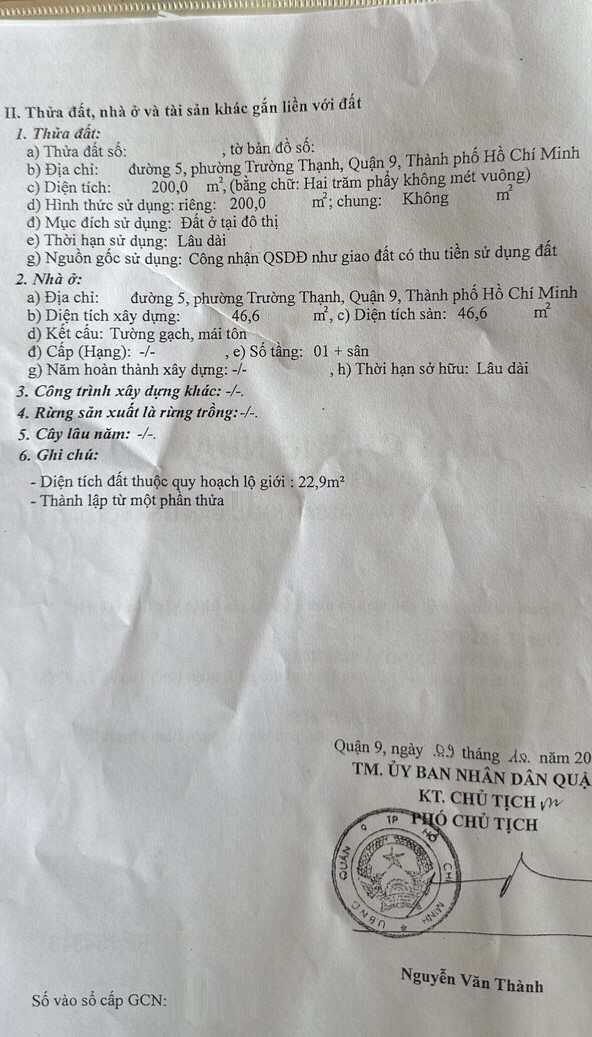 II. Thửa đất, nhà ở và tài sản khác gắn liền với đất
1. Thửa đất:
a) Thửa đất số: , tờ bản đồ số:
b) Địa chỉ: đường 5, phường Trường Thạnh, Quận 9, Thành phố Hồ Chí Minh
c) Diện tích: 200,0 m², (bằng chữ: Hai trăm phẩy không mét vuông)
d) Hình thức sử dụng: riêng: 200,0 m²; chung: Không m²
đ) Mục đích sử dụng: Đất ở tại đô thị
e) Thời hạn sử dụng: Lâu dài
g) Nguồn gốc sử dụng: Công nhận QSDĐ như giao đất có thu tiền sử dụng đất
2. Nhà ở:
a) Địa chỉ: đường 5, phường Trường Thạnh, Quận 9, Thành phố Hồ Chí Minh
b) Diện tích xây dựng: 46,6 m², c) Diện tích sàn: 46,6 m²
d) Kết cấu: Tường gạch, mái tôn
đ) Cấp (Hạng): -/- , e) Số tầng: 01 + sân
g) Năm hoàn thành xây dựng: -/- , h) Thời hạn sở hữu: Lâu dài
3. Công trình xây dựng khác: -/-.
4. Rừng sản xuất là rừng trồng: -/-.
5. Cây lâu năm: -/-.
6. Ghi chú:
- Diện tích đất thuộc quy hoạch lộ giới : 22,9m²
- Thành lập từ một phần thửa
Quận 9, ngày 09 tháng 10. năm 20
TM. ỦY BAN NHÂN DÂN QUẬ
KT. CHỦ TỊCH
PHÓ CHỦ TỊCH
UBNC QUẬN 9 TP HỒ CHÍ MINH
Nguyễn Văn Thành
Số vào sổ cấp GCN: